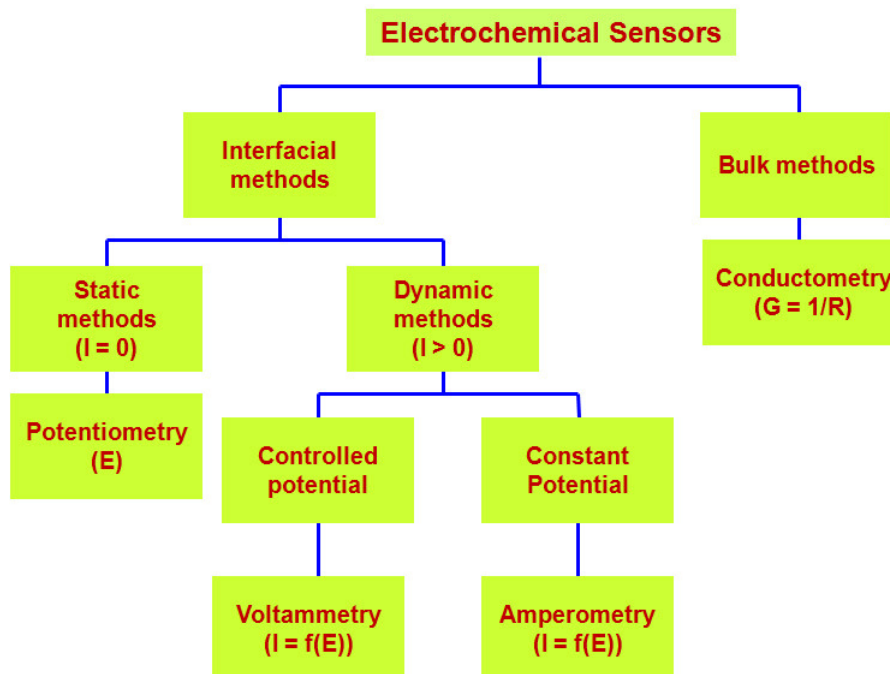 Electrochemical Sensors
Interfacial
methods
Bulk methods
Static
methods
(I = 0)
Dynamic
methods
(I > 0)
Conductometry
(G = 1/R)
Potentiometry
(E)
Controlled
potential
Constant
Potential
Voltammetry
(I = f(E))
Amperometry
(I = f(E))